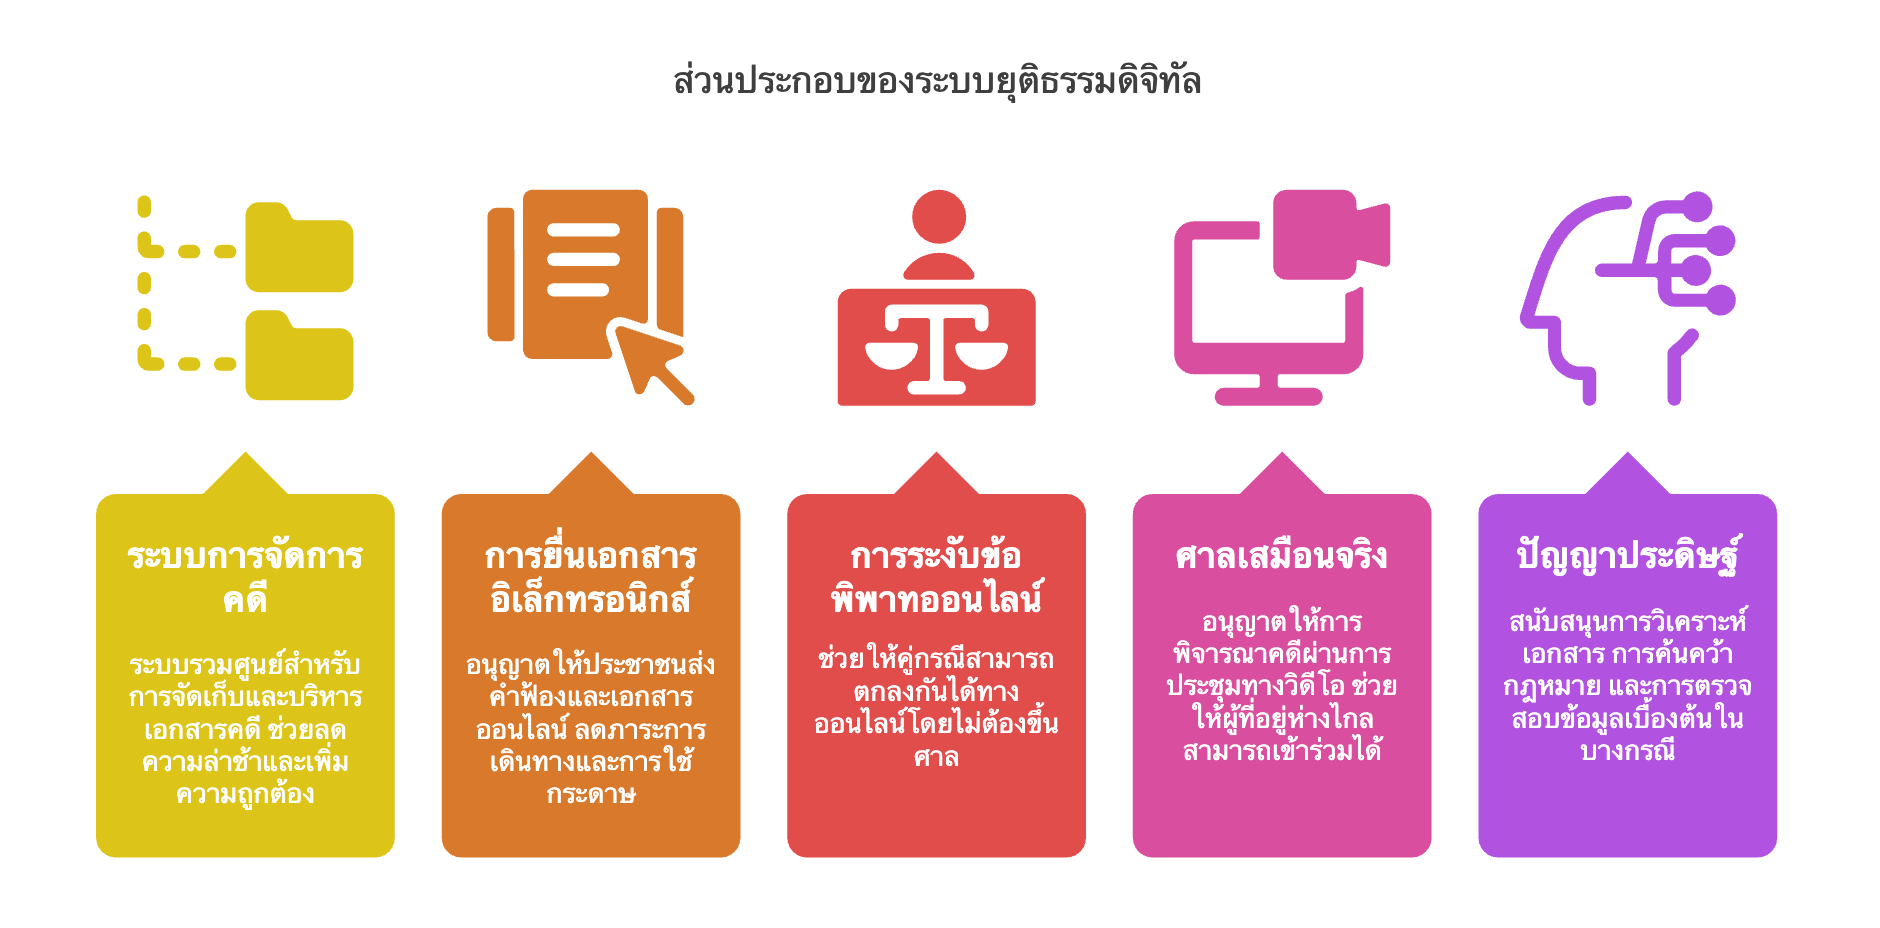 ส่วนประกอบของระบบยุติธรรมดิจิทัล
ระบบการจัดการ
คดี
ระบบรวมศูนย์สำหรับ
การจัดเก็บและบริหาร
เอกสารคดี ช่วยลด
ความล่าช้าและเพิ่ม
ความถูกต้อง
การยื่นเอกสาร
อิเล็กทรอนิกส์
อนุญาตให้ประชาชนส่ง
คำฟ้องและเอกสาร
ออนไลน์ ลดภาระการ
เดินทางและการใช้
กระดาษ
การระงับข้อ
พิพาทออนไลน์
ช่วยให้คู่กรณีสามารถ
ตกลงกันได้ทาง
ออนไลน์โดยไม่ต้องขึ้น
ศาล
ศาลเสมือนจริง
อนุญาตให้การ
พิจารณาคดีผ่านการ
ประชุมทางวิดีโอ ช่วย
ให้ผู้ที่อยู่ห่างไกล
สามารถเข้าร่วมได้
ปัญญาประดิษฐ์
สนับสนุนการวิเคราะห์
เอกสาร การค้นคว้า
กฎหมาย และการตรวจ
สอบข้อมูลเบื้องต้นใน
บางกรณี